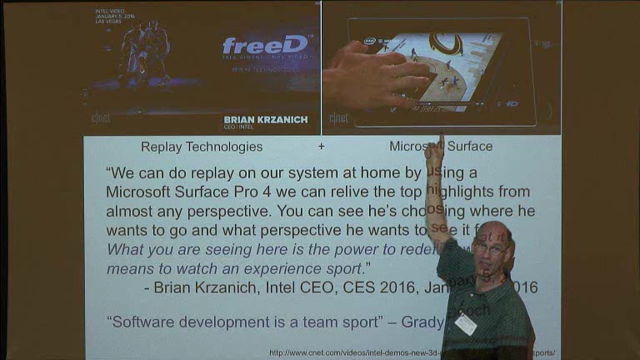 INTEL VIDEO
JANUARY 5, 2016
LAS VEGAS
freeD
BRIAN KRZANICH
CEO | INTEL
c|net
c|net
Replay Technologies + Microsoft Surface
“We can do replay on our system at home by using a
Microsoft Surface Pro 4 we can relive the top highlights from
almost any perspective. You can see he's choosing where he
wants to go and what perspective he wants to see it
What you are seeing here is the power to
means to watch an experience sport.”
- Brian Krzanich, Intel CEO, CES 2016, 2016
“Software development is a team sport” – Grady
http://www.cnet.com/videos/intel-demos-new-3d- sports/